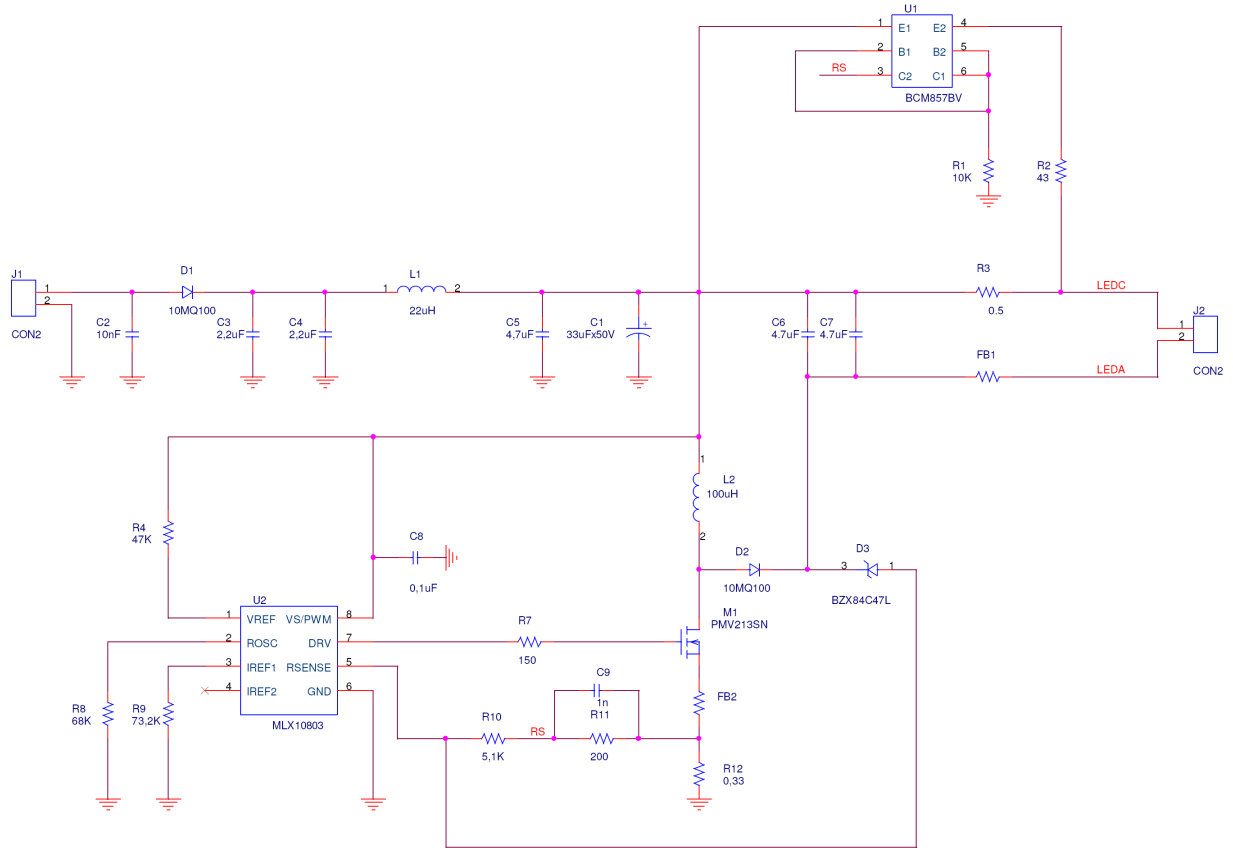 U1
1 E1 E2 4
2 B1 B2 5
RS 3 C2 C1 6
BCM857BV
R1
10K
R2
43
J1
1
2
CON2
D1
10MQ100
C2
10nF
C3
2,2uF
C4
2,2uF
L1
1 2
22uH
C5
4,7uF
C1
33uFx50V
+
C6
4.7uF
C7
4.7uF
R3
0.5
LEDC
FB1
LEDA
J2
1
2
CON2
1
L2
100uH
2
R4
47K
C8
0,1uF
D2
10MQ100
D3
3 1
BZX84C47L
M1
PMV213SN
U2
1 VREF VS/PWM 8
2 ROSC DRV 7
3 IREF1 RSENSE 5
4 IREF2 GND 6
MLX10803
R7
150
R8
68K
R9
73,2K
C9
1n
R10
5,1K
RS
R11
200
FB2
R12
0,33